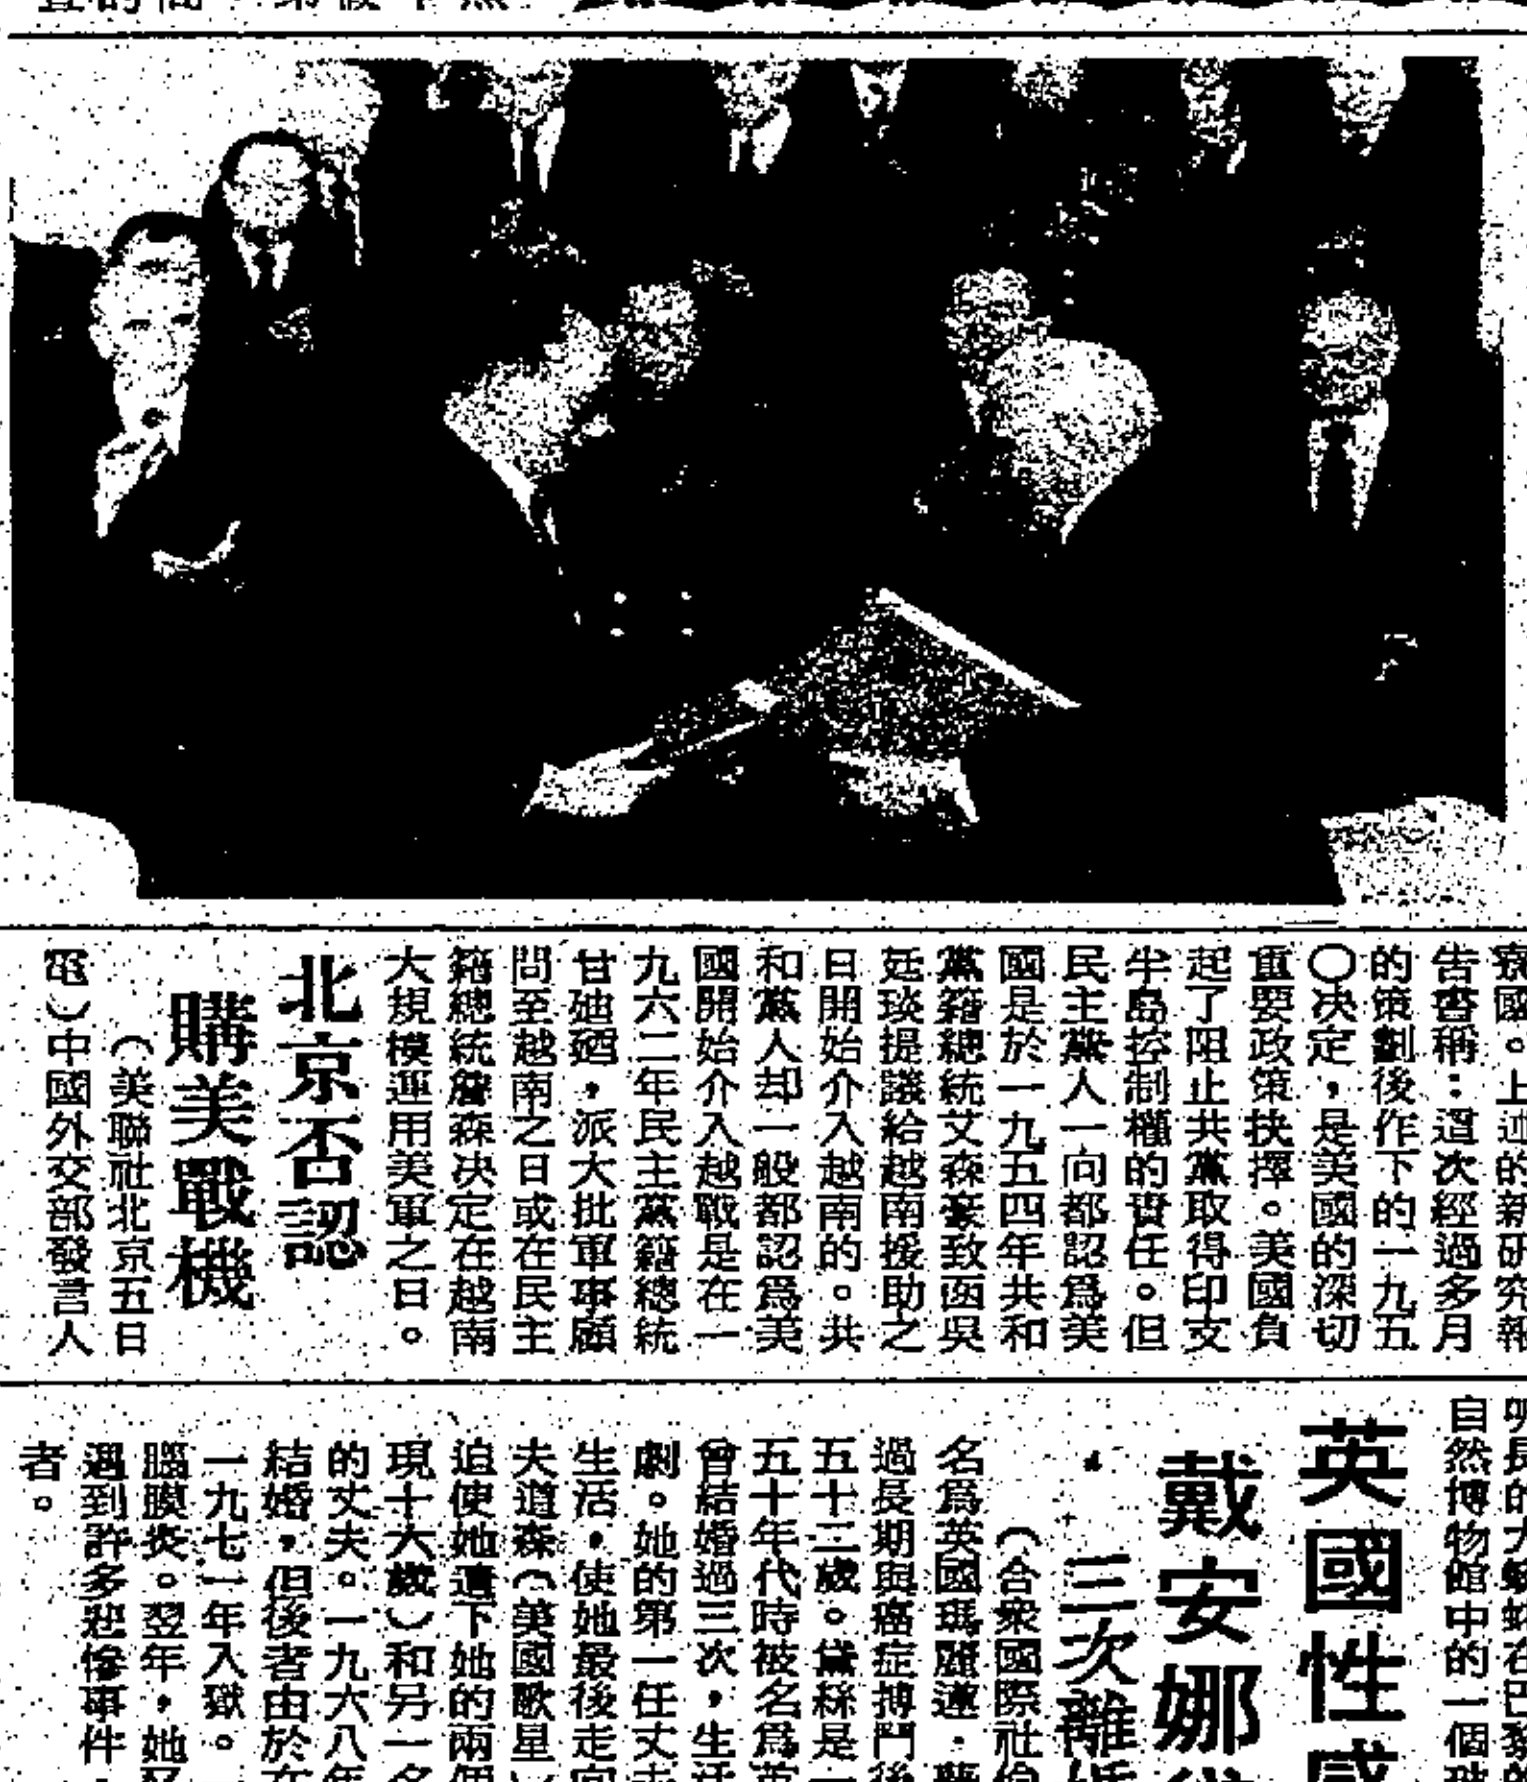 寮國。上述的新研究報
告書稱：這次經過多月
的策劃後作下的一九五
〇決定，是美國的深切
重要政策抉擇。美國負
起了阻止共黨取得印支
半島控制權的責任。但
民主黨人一向都認爲美
國是於一九五四年共和
黨籍總統艾森豪致函吳
廷琰提議給越南援助之
日開始介入越南的。共
和黨人却一般都認爲美
國開始介入越戰是在一
九六二年民主黨籍總統
甘廼廸，派大批軍事顧
問至越南之日或在民主
籍總統詹森决定在越南
大規模運用美軍之日。
北京否認
購美戰機
（美聯社北京五日
電）中國外交部發言人
自然博物館中的一個
英國性感
戴安娜
三次離婚
（合衆國際社倫
名爲英國瑪麗蓮．
過長期與癌症搏鬥後
五十三歲。黛絲是一
五十年代時被名爲英
曾結婚過三次，生活
劇。她的第一任丈夫
生活，使她最後走向
夫道森（美國歌星）
迫使她遺下她的兩個
現十六歲）和另一名
的丈夫。一九六八年
結婚，但後者由於在
一九七一年入獄。一
腦膜炎。翌年，她
遇到許多悲慘事件，
者。